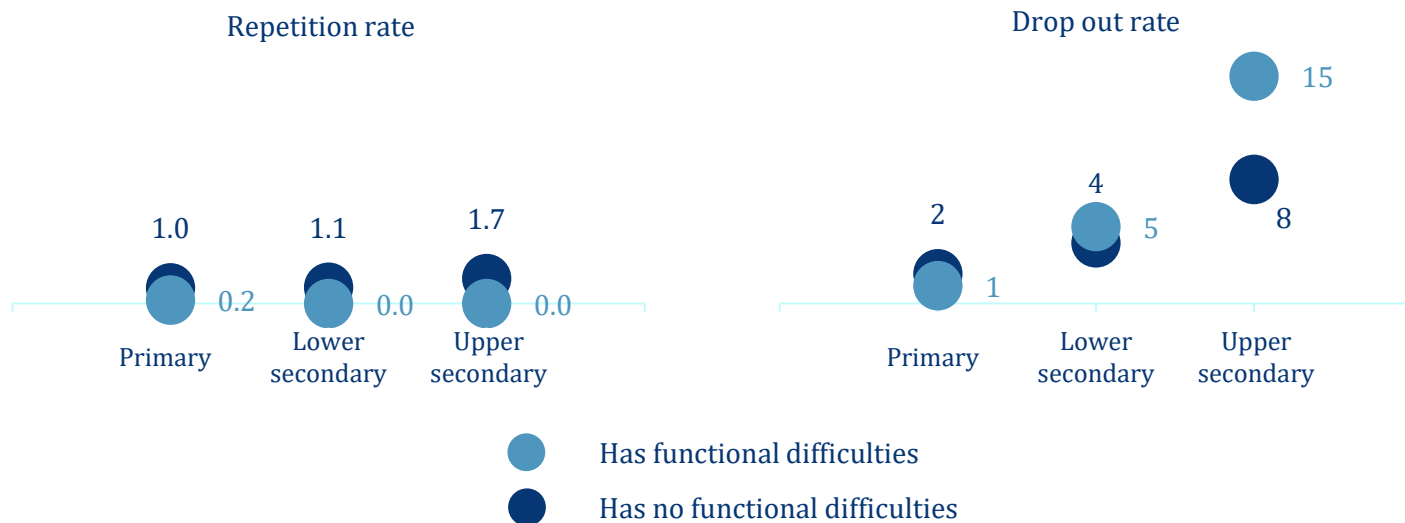 Repetition rate
1.0
1.1
1.7
0.2
0.0
0.0
Primary
Lower
secondary
Upper
secondary
Drop out rate
15
4
2
8
5
1
Primary
Lower
secondary
Upper
secondary
Has functional difficulties
Has no functional difficulties